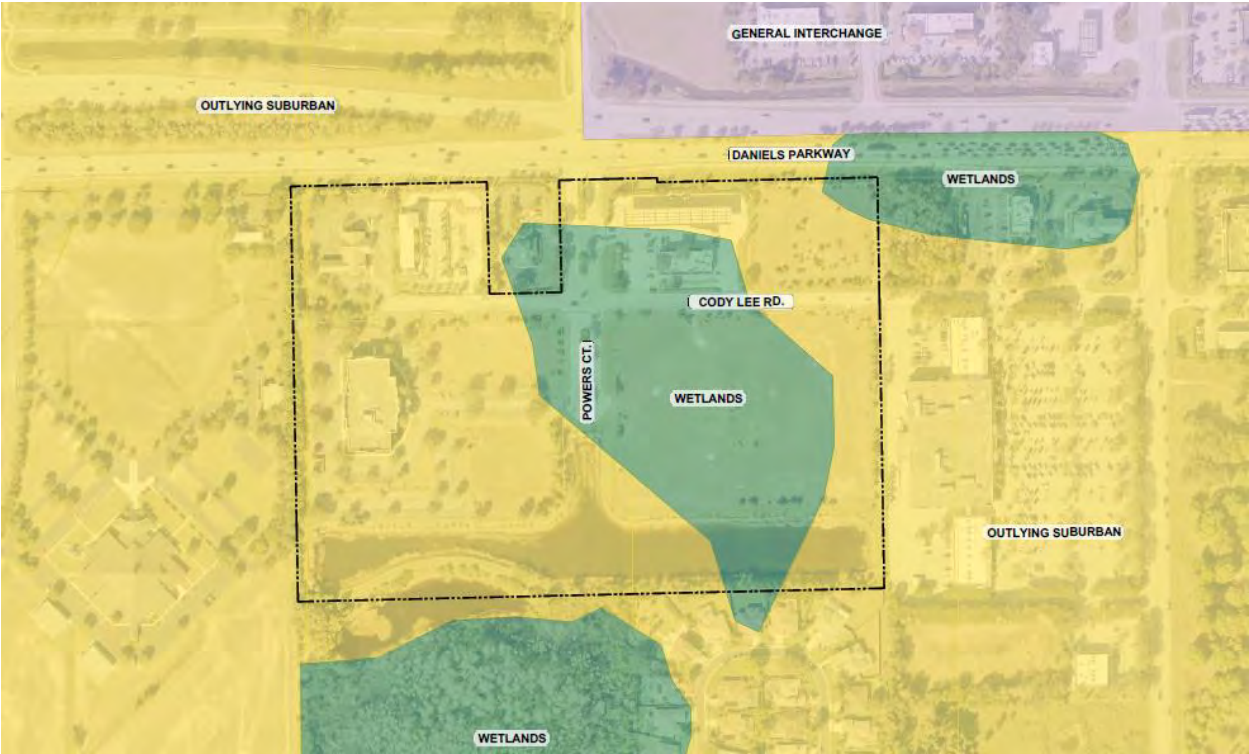 GENERAL INTERCHANGE
OUTLYING SUBURBAN
DANIELS PARKWAY
WETLANDS
CODY LEE RD.
POWERS CT.
WETLANDS
OUTLYING SUBURBAN
WETLANDS